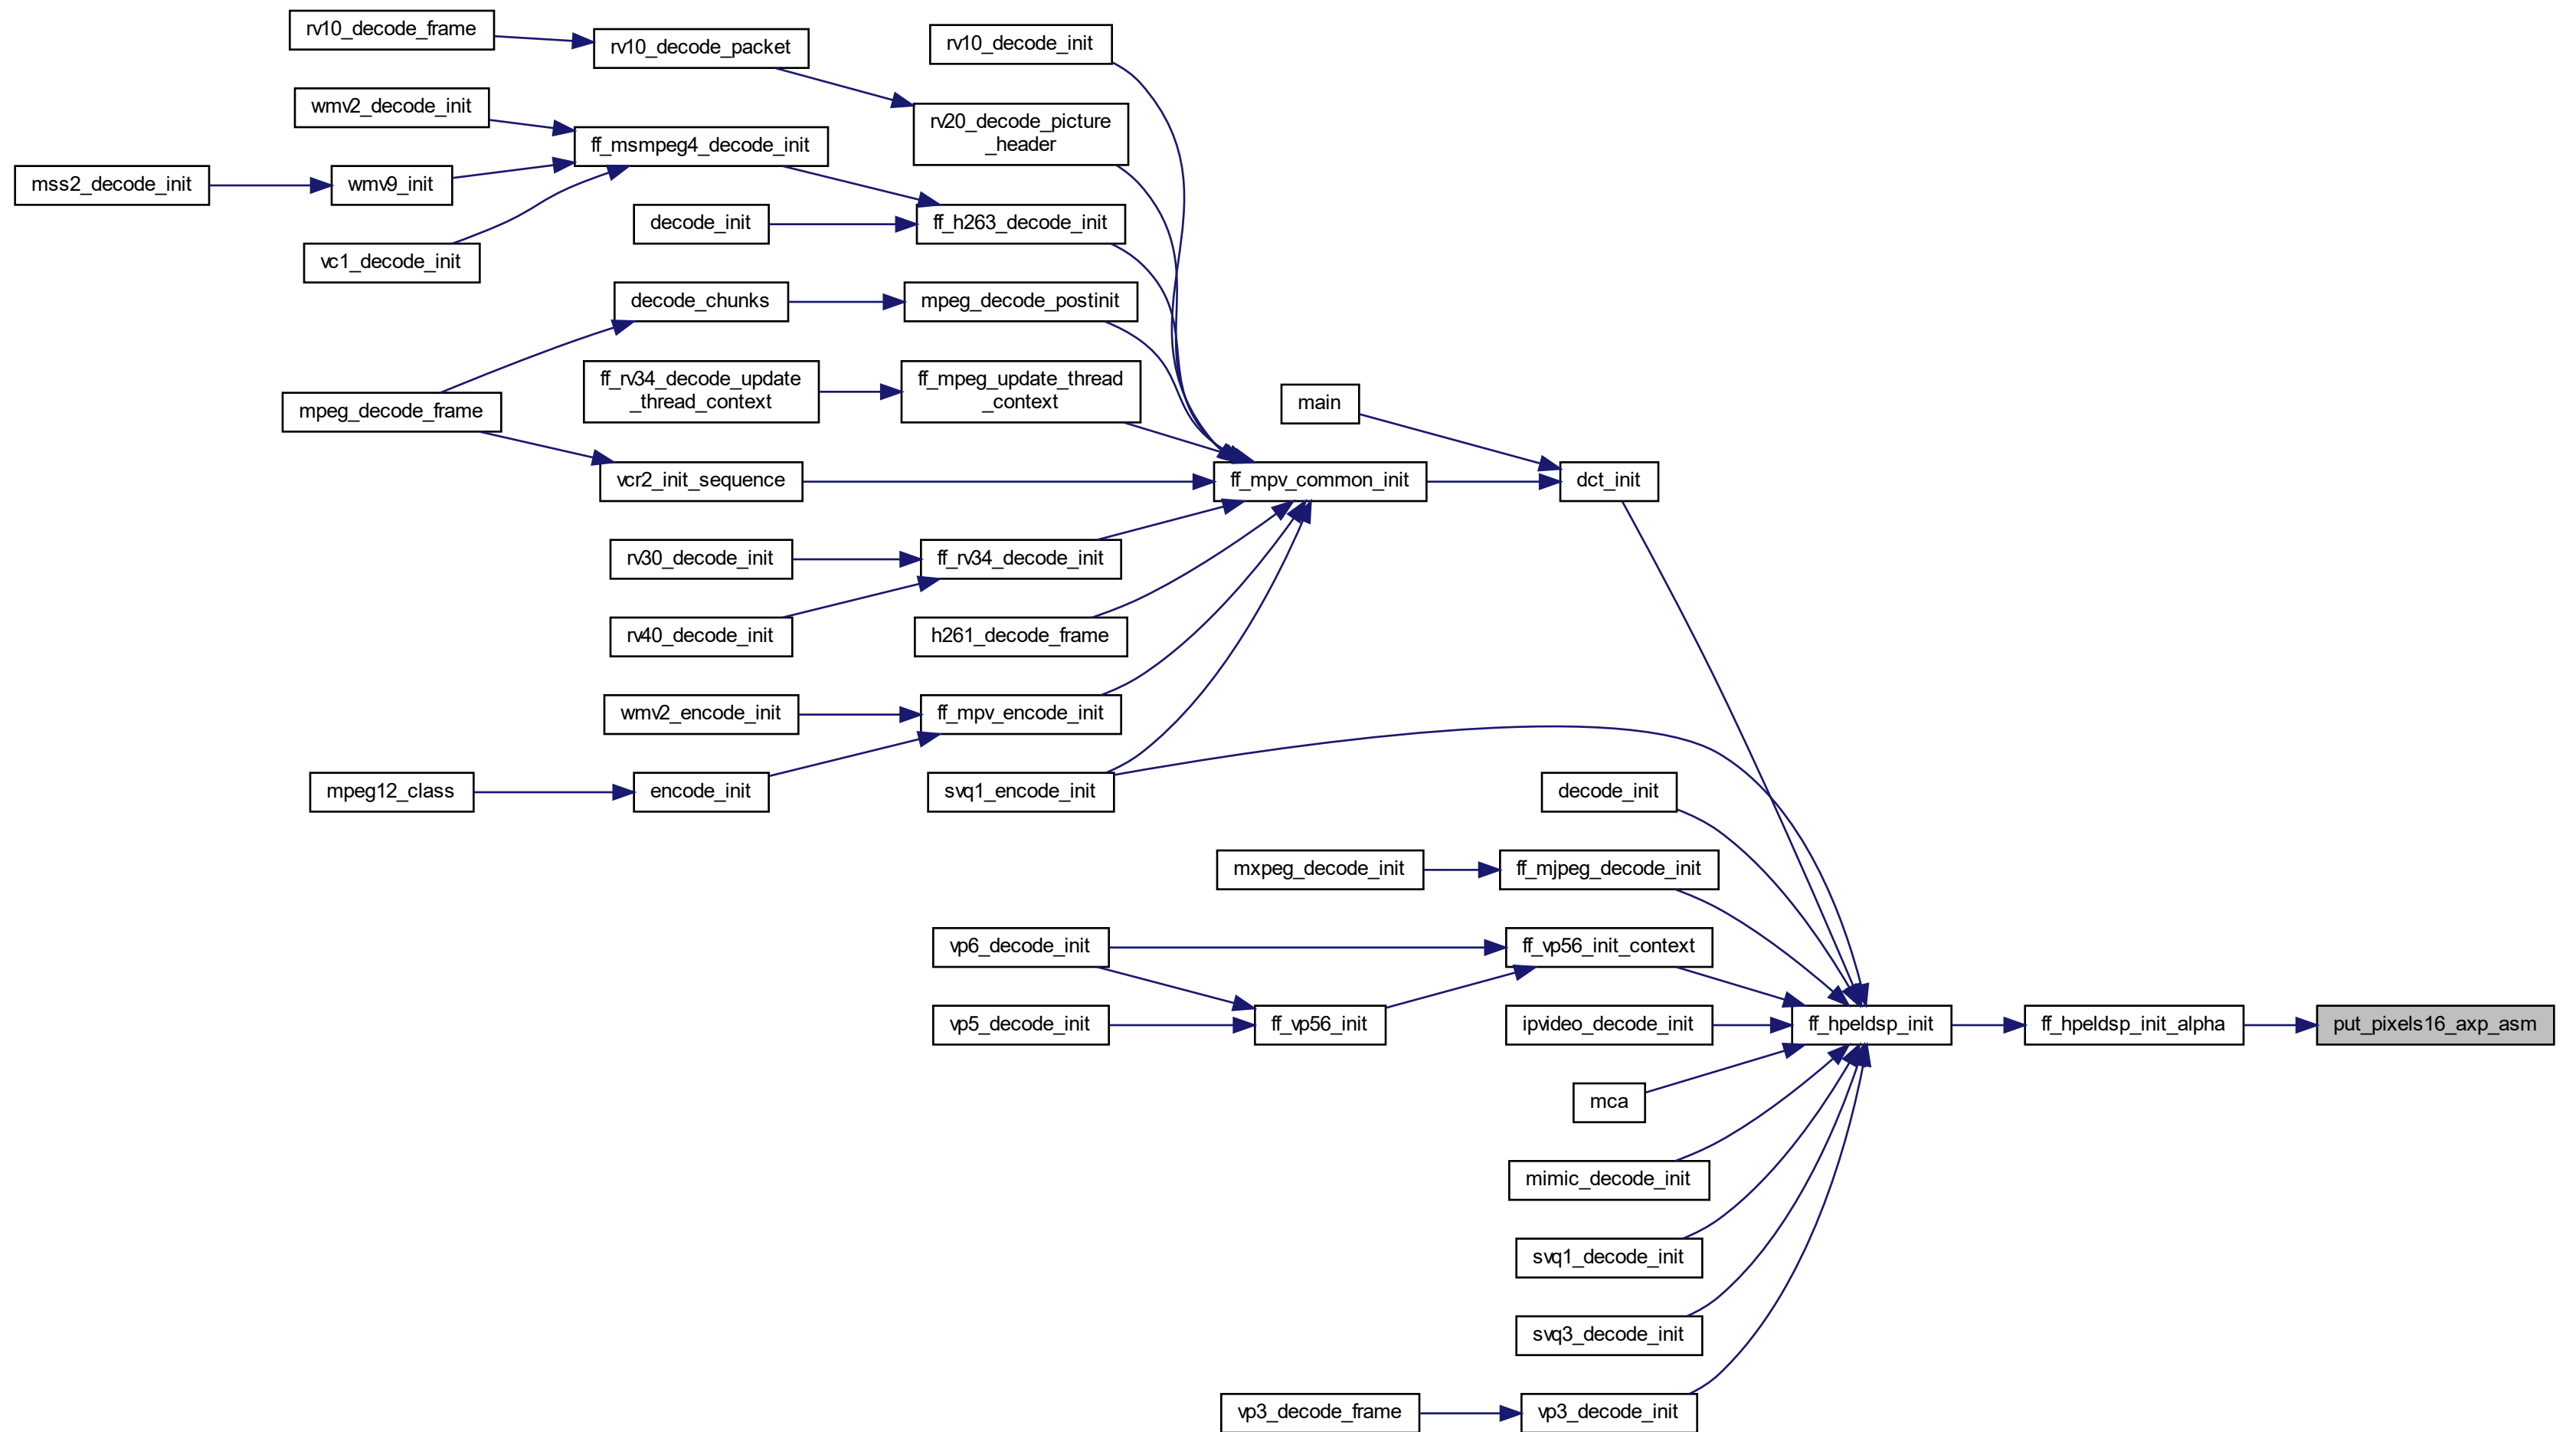 rv10_decode_frame
rv10_decode_packet
rv10_decode_init
wmv2_decode_init
rv20_decode_picture
_header
ff_msmpeg4_decode_init
mss2_decode_init
wmv9_init
decode_init
ff_h263_decode_init
vc1_decode_init
decode_chunks
mpeg_decode_postinit
ff_rv34_decode_update
_thread_context
ff_mpeg_update_thread
_context
mpeg_decode_frame
main
vcr2_init_sequence
ff_mpv_common_init
dct_init
rv30_decode_init
ff_rv34_decode_init
rv40_decode_init
h261_decode_frame
wmv2_encode_init
ff_mpv_encode_init
mpeg12_class
encode_init
svq1_encode_init
decode_init
mxpeg_decode_init
ff_mjpeg_decode_init
vp6_decode_init
ff_vp56_init_context
vp5_decode_init
ff_vp56_init
ipvideo_decode_init
ff_hpeldsp_init
ff_hpeldsp_init_alpha
put_pixels16_axp_asm
mca
mimic_decode_init
svq1_decode_init
svq3_decode_init
vp3_decode_frame
vp3_decode_init